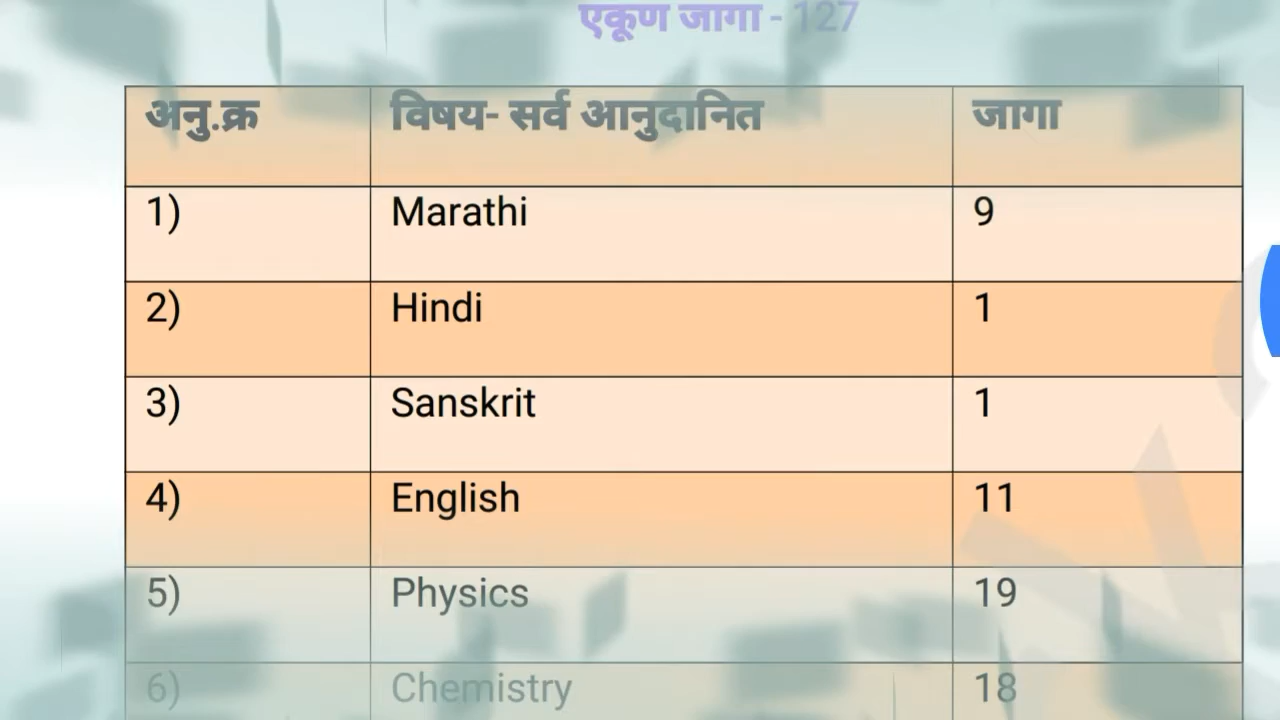 एकूण जागा - 127
अनु.क्र विषय- सर्व आनुदानित जागा
1) Marathi 9
2) Hindi 1
3) Sanskrit 1
4) English 11
5) Physics 19
6) Chemistry 18